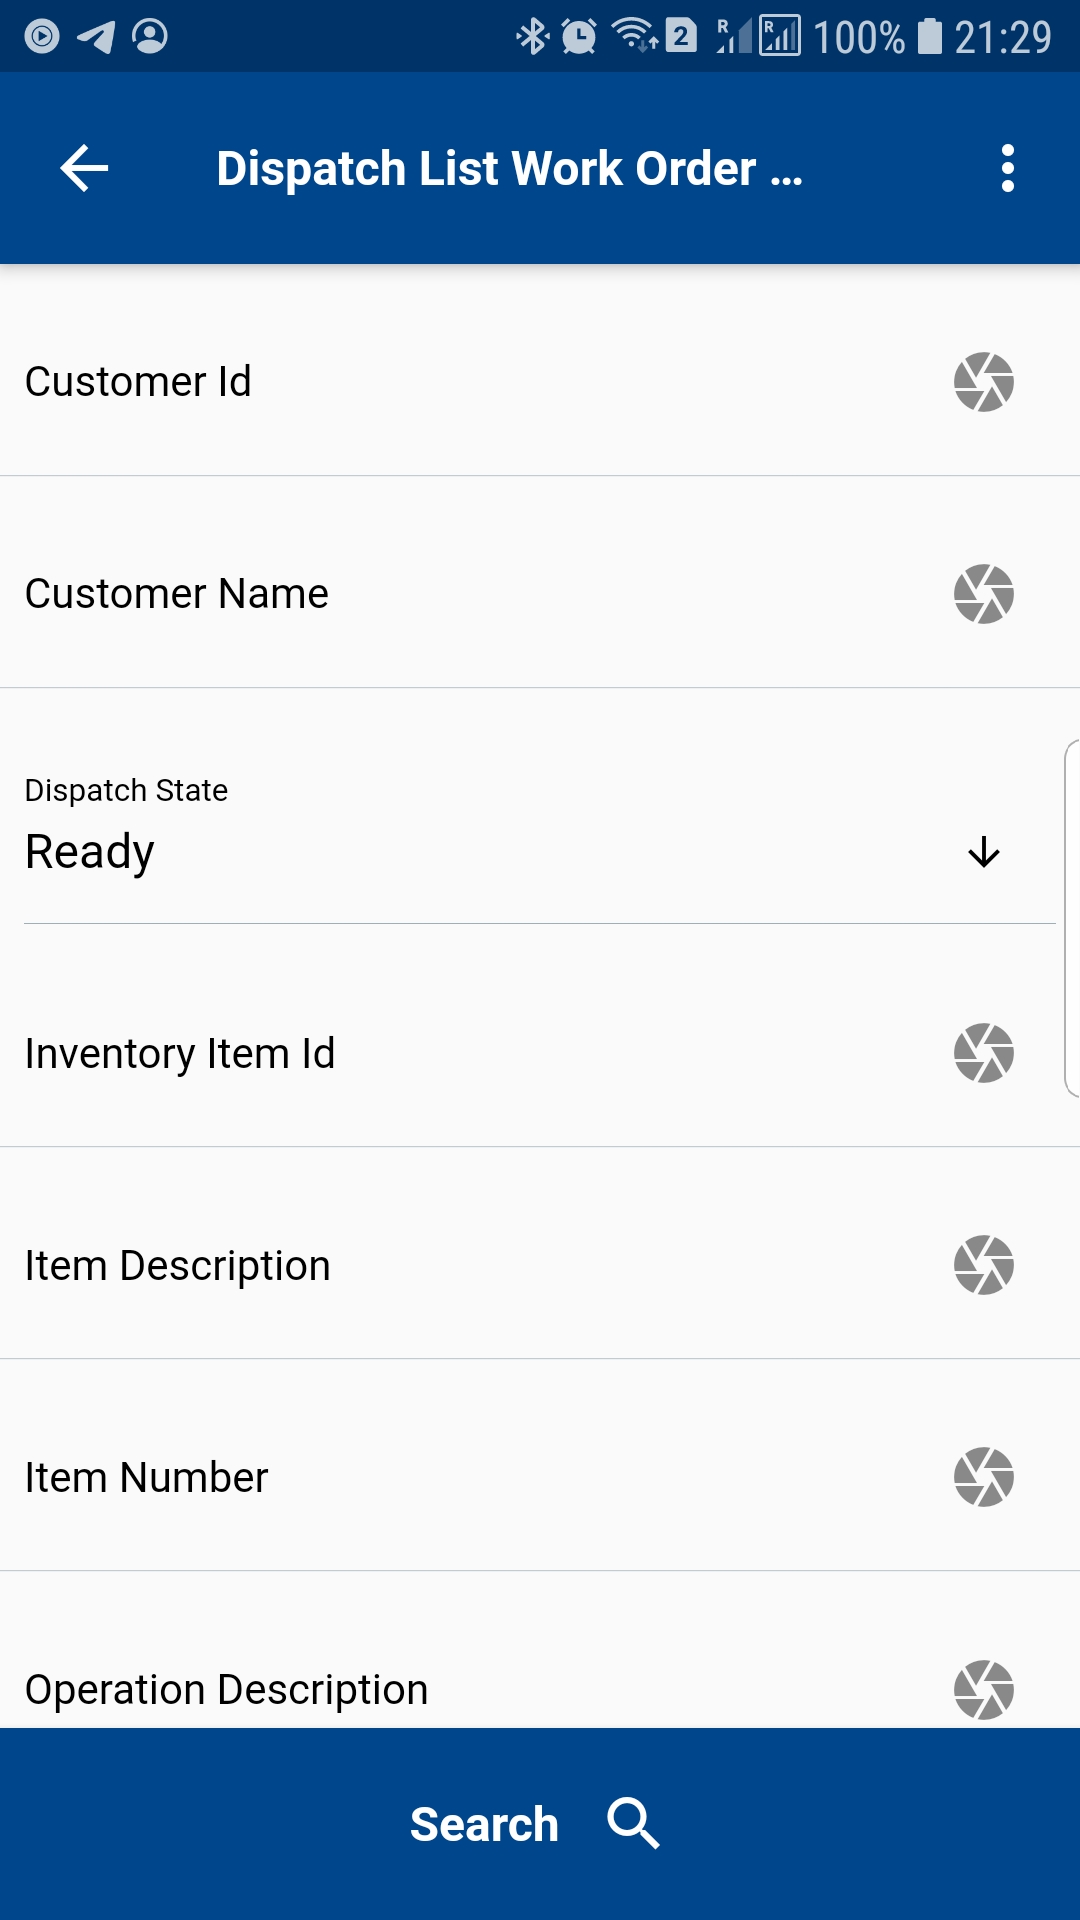 2 R R 100% 21:29
Dispatch List Work Order ...
Customer Id
Customer Name
Dispatch State
Ready
Inventory Item Id
Item Description
Item Number
Operation Description
Search